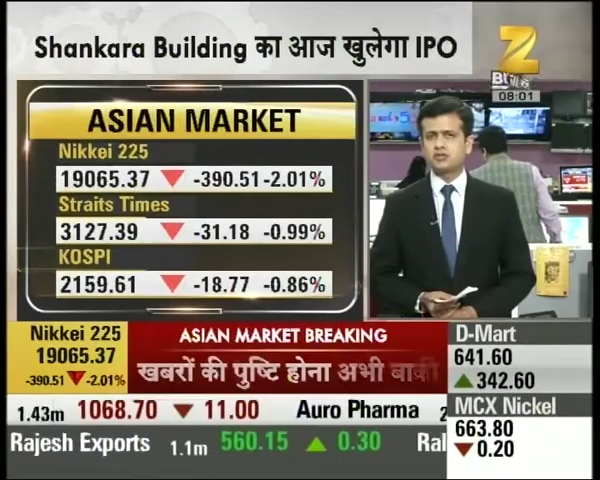 Shankara Building का आज खुलेगा IPO
08:01
ASIAN MARKET
Nikkei 225
19065.37 -390.51 -2.01%
Straits Times
3127.39 -31.18 -0.99%
KOSPI
2159.61 -18.77 -0.86%
Nikkei 225
19065.37
-390.51 -2.01%
ASIAN MARKET BREAKING
खबरों की पुष्टि होना अभी बाकी
D-Mart
641.60
342.60
MCX Nickel
663.80
0.20
1.43m 1068.70 11.00 Auro Pharma
Rajesh Exports 1.1m 560.15 0.30 Ral